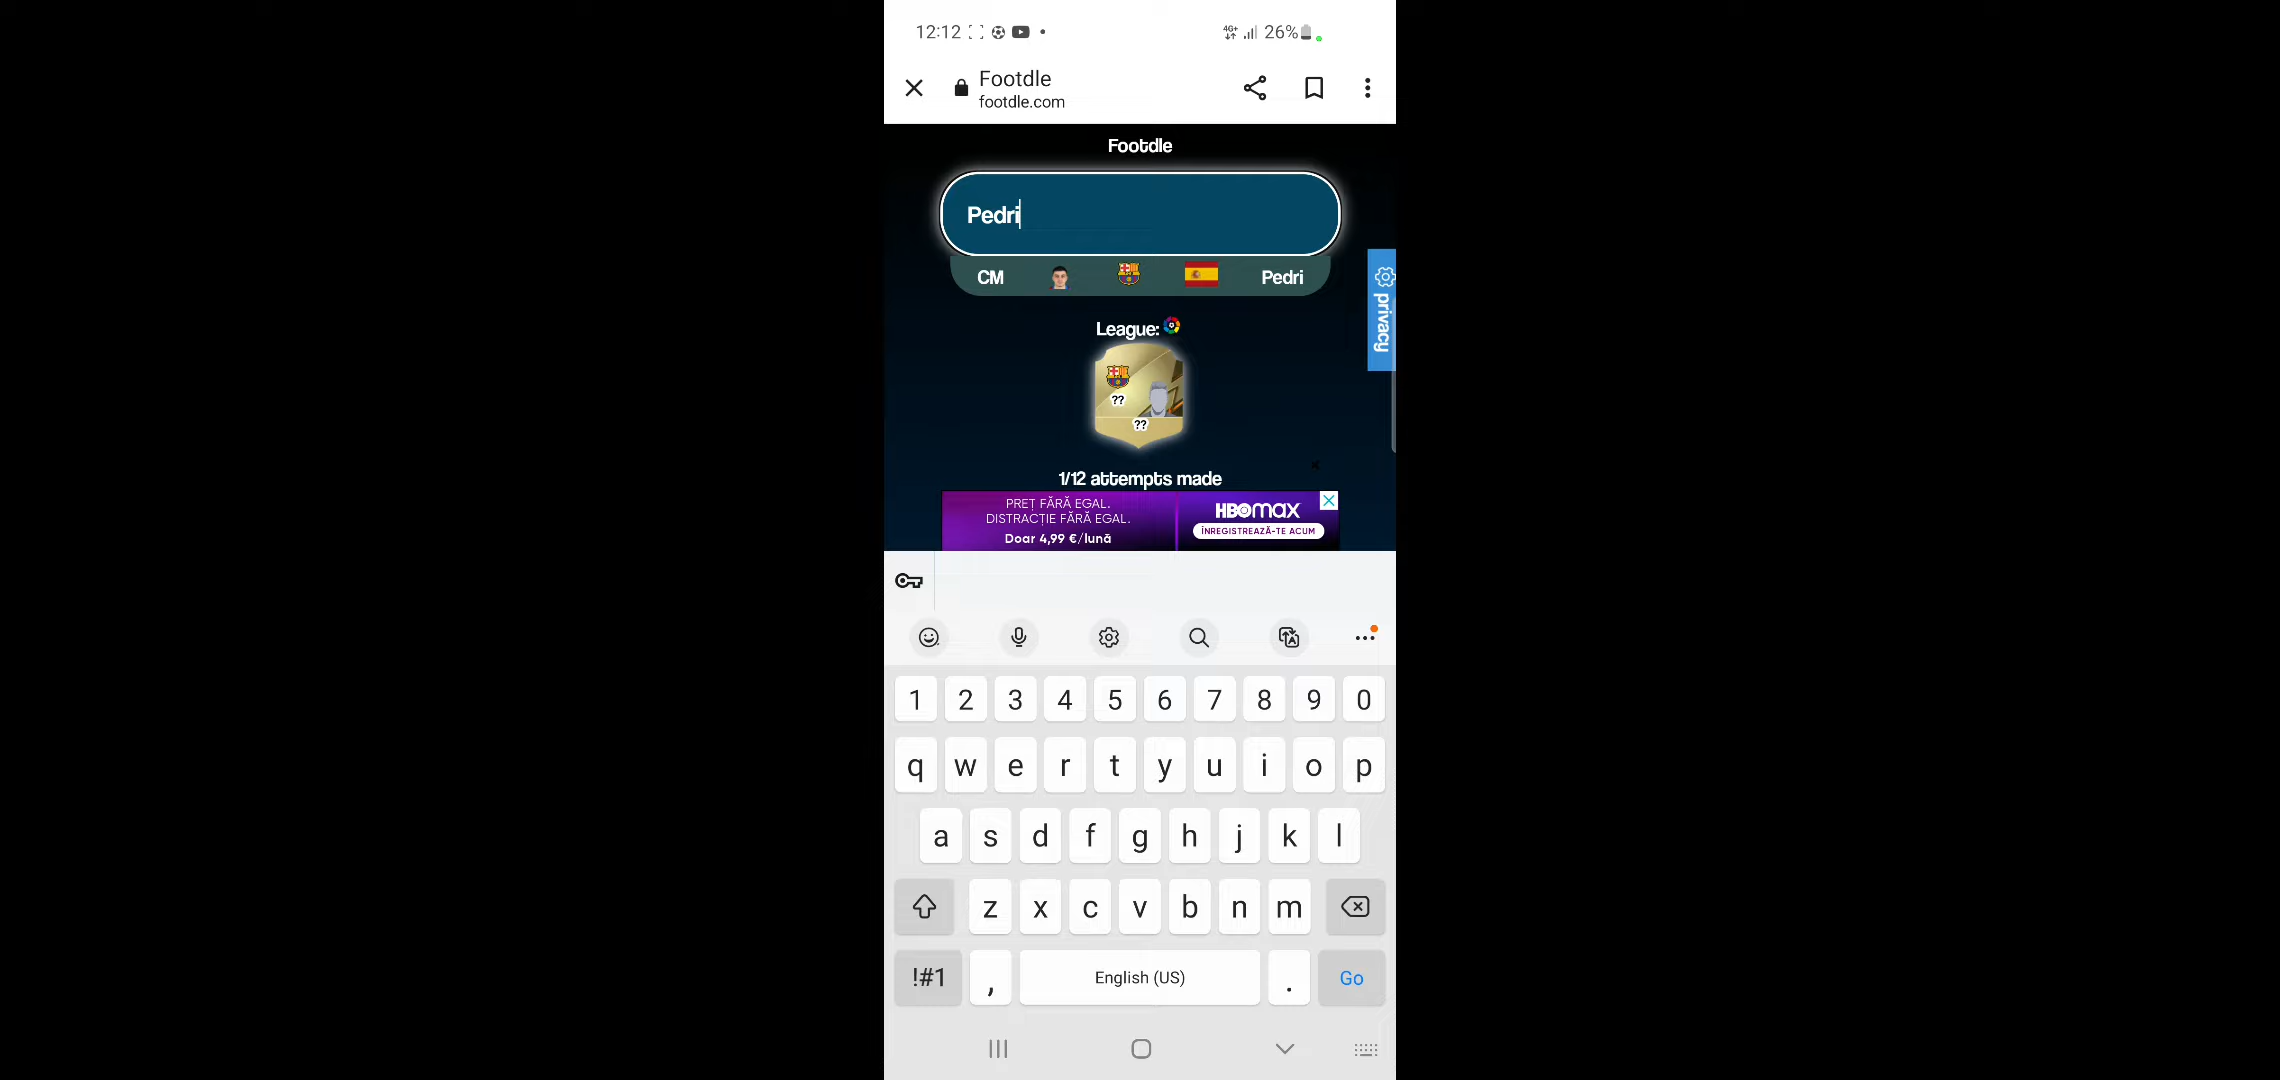 12:12 4G+ 26%
Footdle
footdle.com
Footdle
Pedri
CM Pedri
privacy
League:
??
??
1/12 attempts made
PREȚ FĂRĂ EGAL.
DISTRACȚIE FĂRĂ EGAL.
Doar 4,99 €/lună
HBOmax
ÎNREGISTREAZĂ-TE ACUM
1 2 3 4 5 6 7 8 9 0
q w e r t y u i o p
a s d f g h j k l
z x c v b n m
!#1 , English (US) . Go